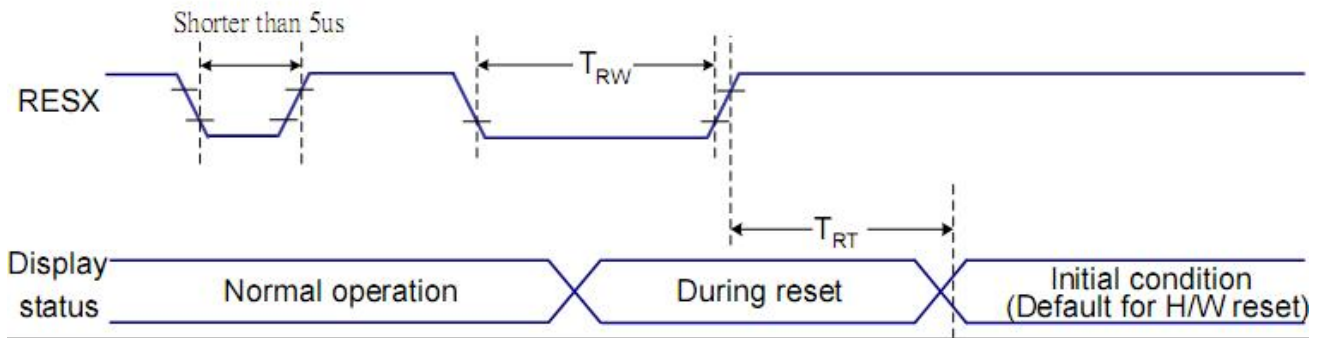 Shorter than 5us
RESX
TRW
TRT
Display
status
Normal operation
During reset
Initial condition
(Default for H/W reset)